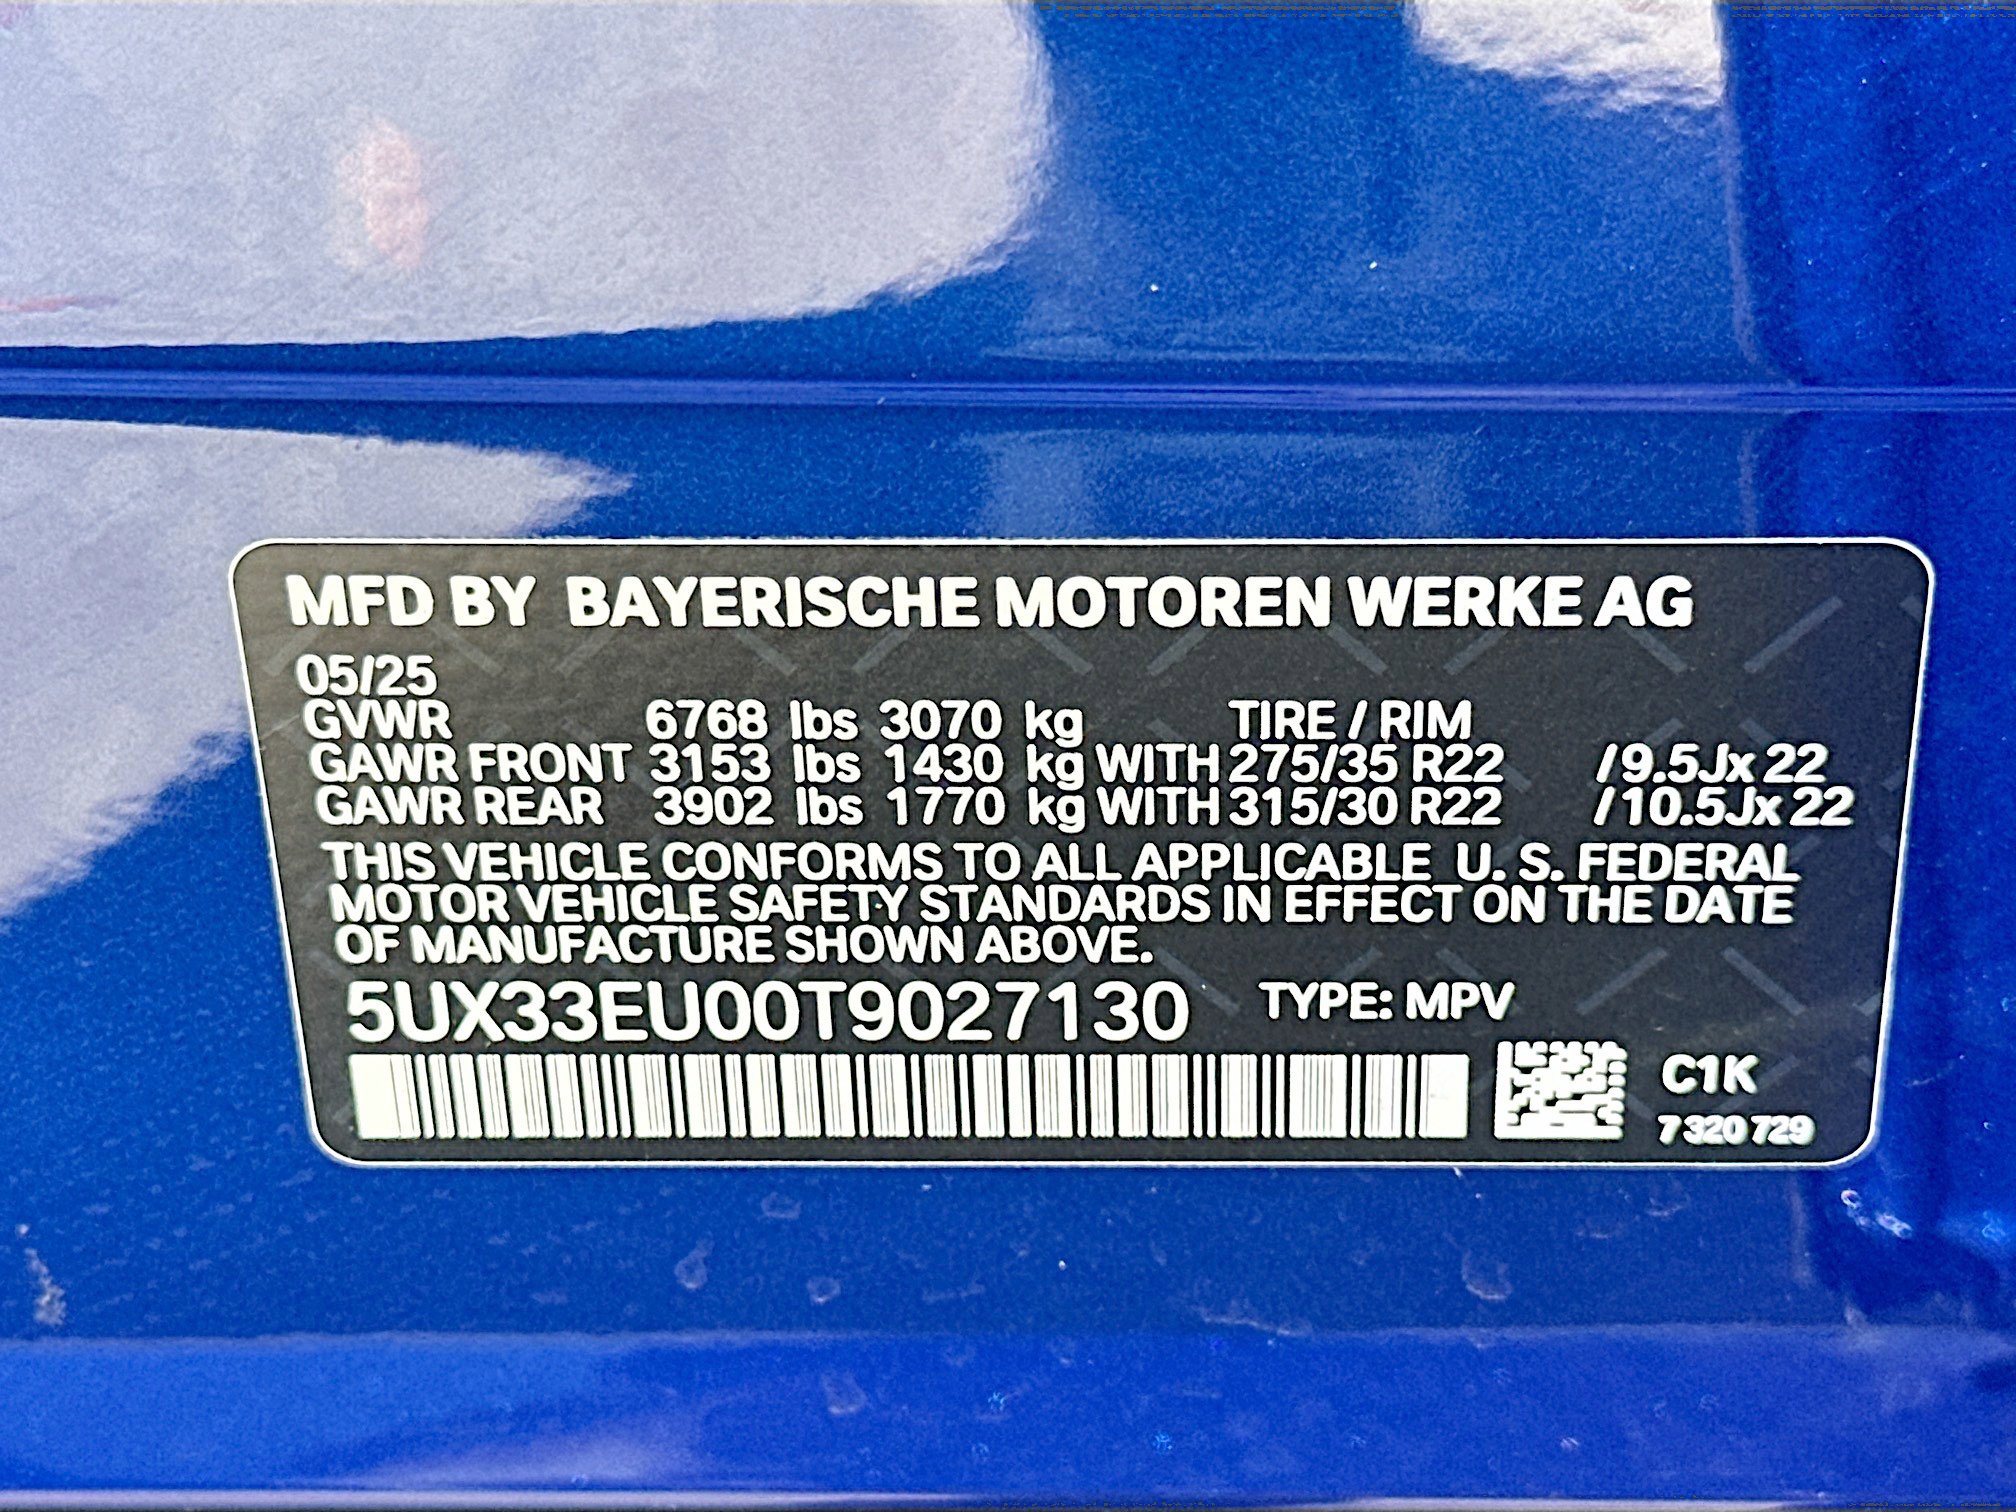 MFD BY BAYERISCHE MOTOREN WERKE AG
05/25
GVWR 6768 lbs 3070 kg TIRE / RIM
GAWR FRONT 3153 lbs 1430 kg WITH 275/35 R22 /9.5Jx 22
GAWR REAR 3902 lbs 1770 kg WITH 315/30 R22 /10.5Jx 22
THIS VEHICLE CONFORMS TO ALL APPLICABLE U. S. FEDERAL
MOTOR VEHICLE SAFETY STANDARDS IN EFFECT ON THE DATE
OF MANUFACTURE SHOWN ABOVE.
5UX33EU00T9027130 TYPE: MPV
C1K
7 320 729